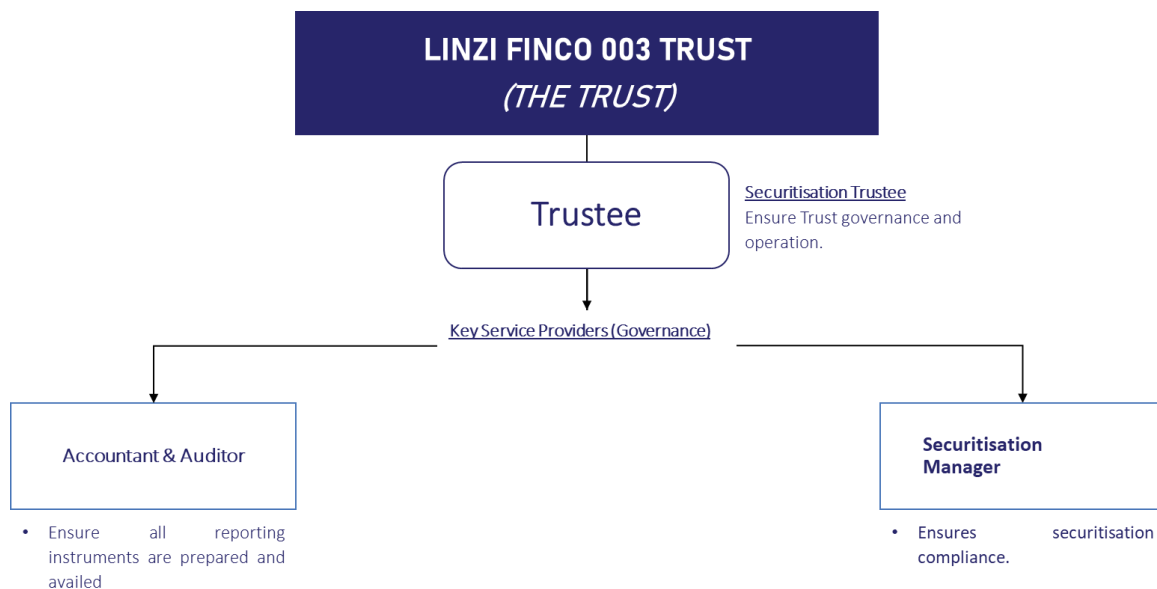 LINZI FINCO 003 TRUST
(THE TRUST)
Trustee
Securitisation Trustee
Ensure Trust governance and
operation.
Key Service Providers (Governance)
Accountant & Auditor
Securitisation
Manager
• Ensure all reporting
instruments are prepared and
availed
• Ensures securitisation
compliance.